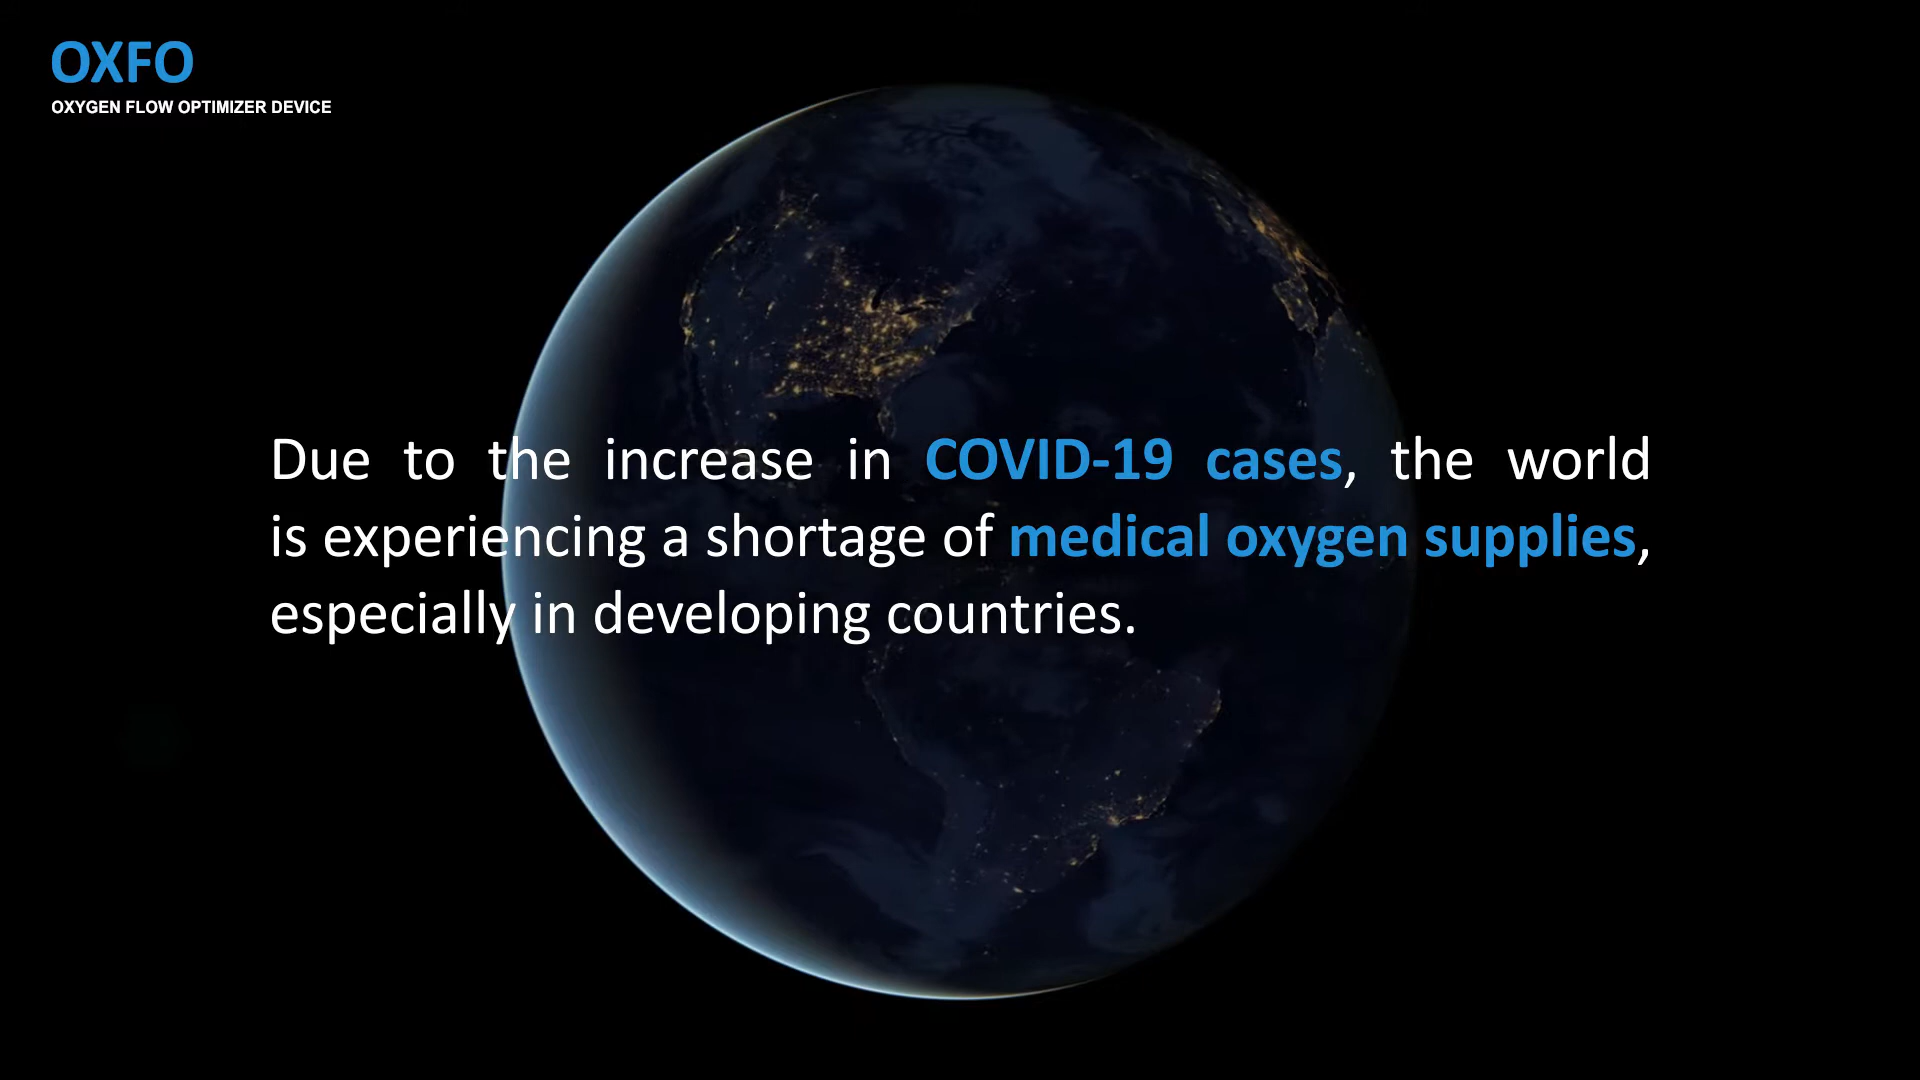 OXFO
OXYGEN FLOW OPTIMIZER DEVICE
Due to the increase in COVID-19 cases, the world
is experiencing a shortage of medical oxygen supplies,
especially in developing countries.